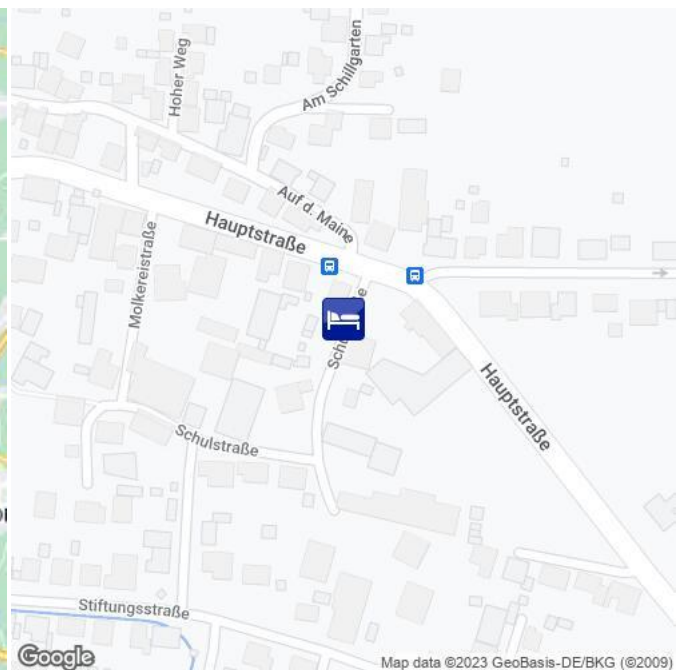 Hoher Weg
Am Schillgarten
Auf d. Maine
Hauptstraße
Molkereistraße
Schulstraße
Hauptstraße
Stiftungsstraße
Google
Map data ©2023 GeoBasis-DE/BKG (©2009)